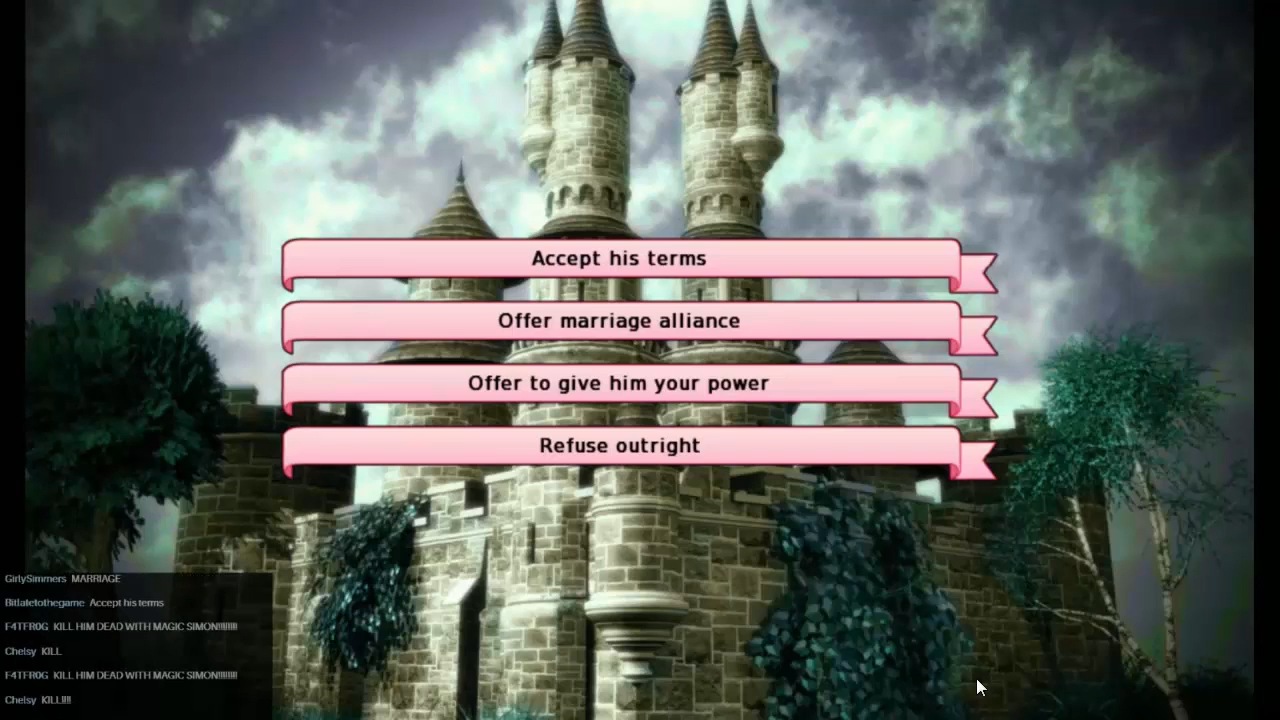 Accept his terms
Offer marriage alliance
Offer to give him your power
Refuse outright
GirlySimmers MARRIAGE
Bitlatetothegame Accept his terms
F4TFR0G KILL HIM DEAD WITH MAGIC SIMON!!!!!!!!!
Chelsy KILL
F4TFR0G KILL HIM DEAD WITH MAGIC SIMON!!!!!!!!!
Chelsy KILL!!!!